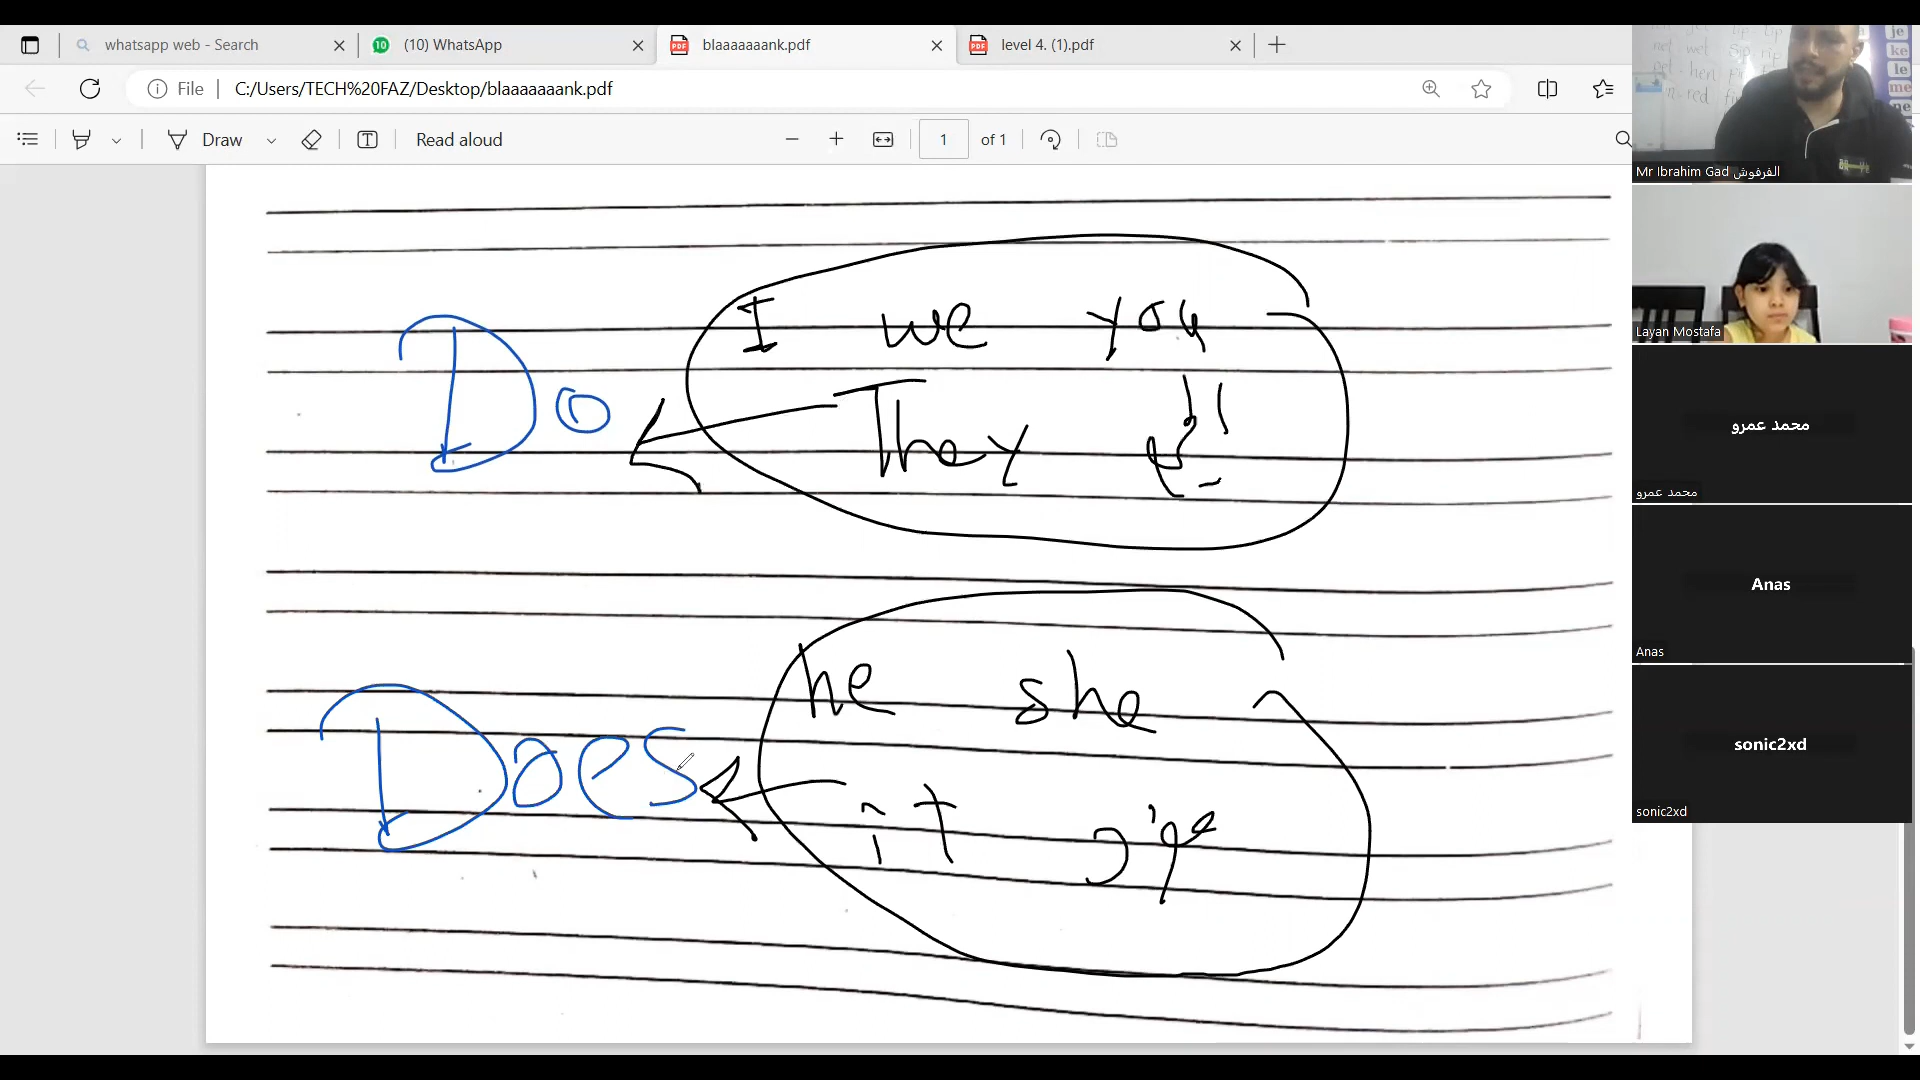 whatsapp web - Search
(10) WhatsApp
blaaaaaaank.pdf
level 4. (1).pdf
File C:/Users/TECH%20FAZ/Desktop/blaaaaaaank.pdf
Draw
Read aloud
1 of 1
I we you
Do
They
he she
Does
it مفرد
Mr Ibrahim Gad الفرفوش
Layan Mostafa
محمد عمرو
محمد عمرو
Anas
Anas
sonic2xd
sonic2xd